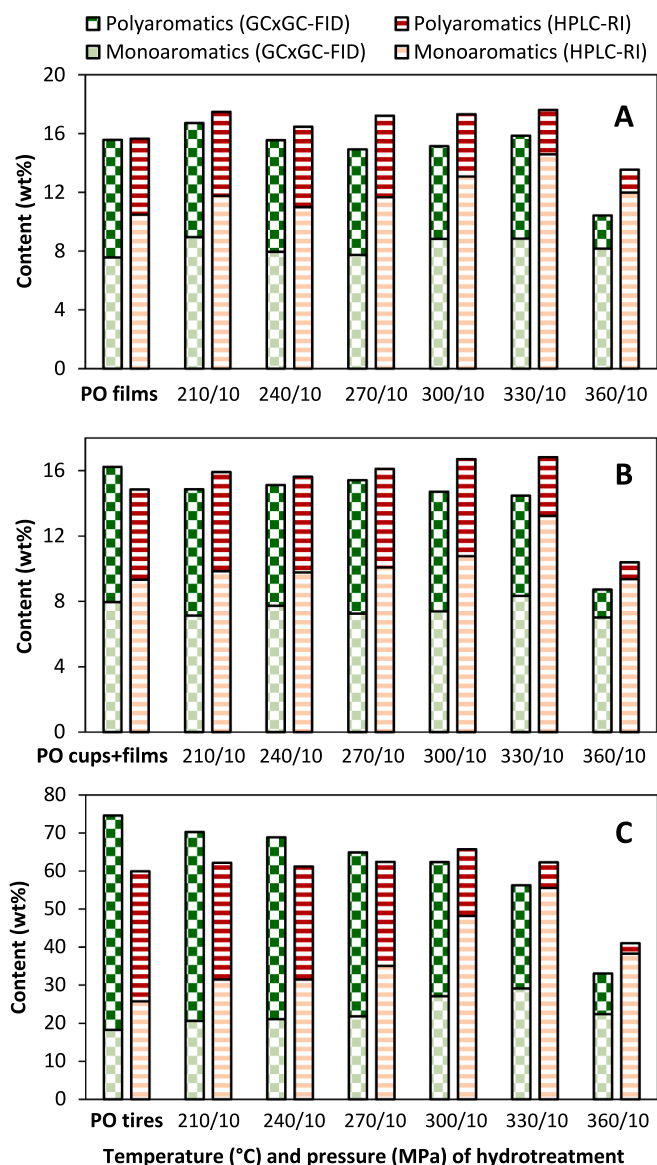 Polyaromatics (GCxGC-FID) Polyaromatics (HPLC-RI)
Monoaromatics (GCxGC-FID) Monoaromatics (HPLC-RI)
20
16
12
8
4
0
Content (wt%)
A
PO films 210/10 240/10 270/10 300/10 330/10 360/10
16
12
8
4
0
Content (wt%)
B
PO cups+films 210/10 240/10 270/10 300/10 330/10 360/10
80
70
60
50
40
30
20
10
0
Content (wt%)
C
PO tires 210/10 240/10 270/10 300/10 330/10 360/10
Temperature (°C) and pressure (MPa) of hydrotreatment